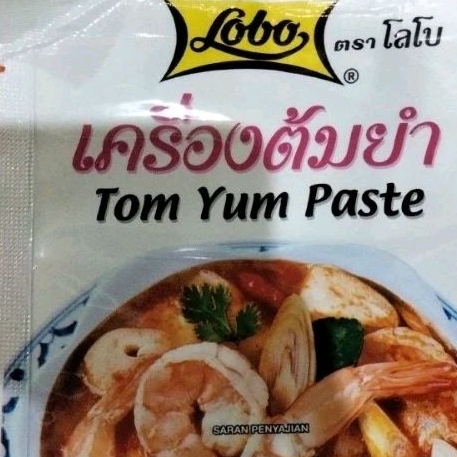 Lobo ตรา โลโบ
®
เครื่องต้มยำ
Tom Yum Paste
SARAN PENYAJIAN